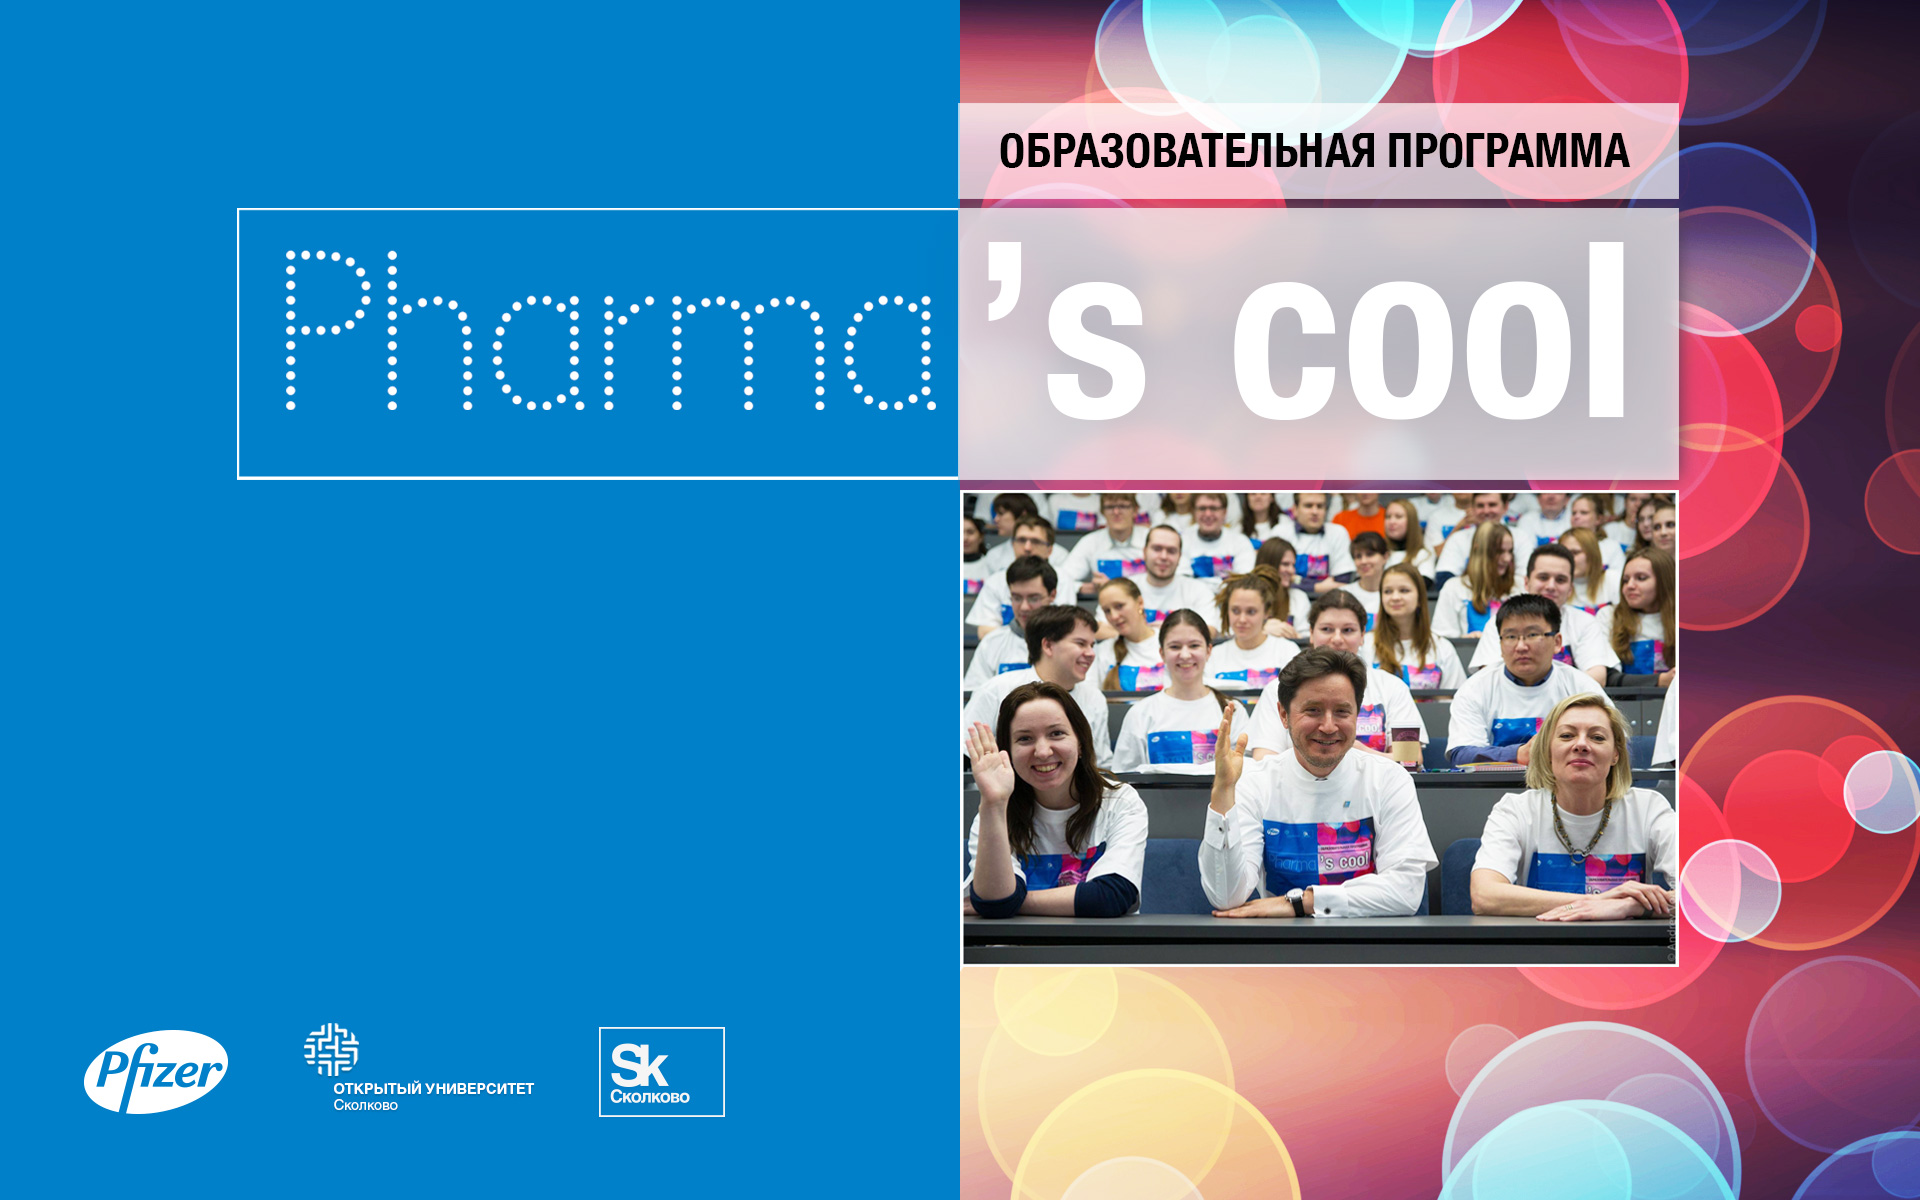 ОБРАЗОВАТЕЛЬНАЯ ПРОГРАММА
Pharma's cool
Pfizer
ОТКРЫТЫЙ УНИВЕРСИТЕТ
Сколково
Sk
Сколково